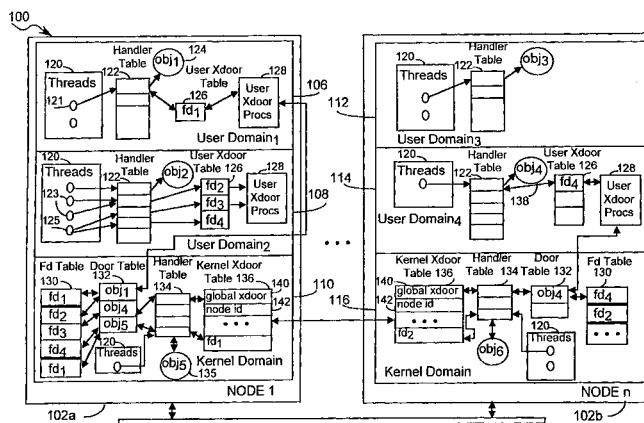 100
120
Threads
121
Handler
Table
122
obj1
124
User Xdoor
Table
126
fd1
128
User
Xdoor
Procs
106
User Domain1
120
Threads
123
125
Handler
Table
122
obj2
User Xdoor
Table 126
fd2
fd3
fd4
128
User
Xdoor
Procs
108
User Domain2
Fd Table
130
fd1
fd2
fd3
fd4
fd1
Door Table
132
obj1
obj4
obj5
120
Threads
Handler
Table
134
obj5
135
Kernel Xdoor
Table 136
140
global xdoor
142
node id
• • •
fd1
110
Kernel Domain
NODE 1
102a
• • •
112
120
Threads
Handler
Table
122
obj3
User Domain3
114
120
Threads
Handler
Table
122
obj4
138
User Xdoor
Table 126
fd4
128
User
Xdoor
Procs
User Domain4
116
Kernel Xdoor
Table 136
140
global xdoor
142
node id
• • •
fd2
Handler
Table
134
obj6
Door
Table 132
obj4
120
Threads
Fd Table
130
fd4
fd2
• • •
Kernel Domain
NODE n
102b